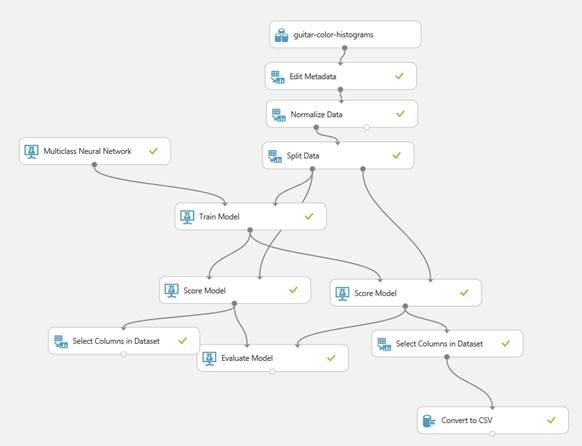 guitar-color-histograms
Edit Metadata
Normalize Data
Multiclass Neural Network
Split Data
Train Model
Score Model
Score Model
Select Columns in Dataset
Select Columns in Dataset
Evaluate Model
Convert to CSV